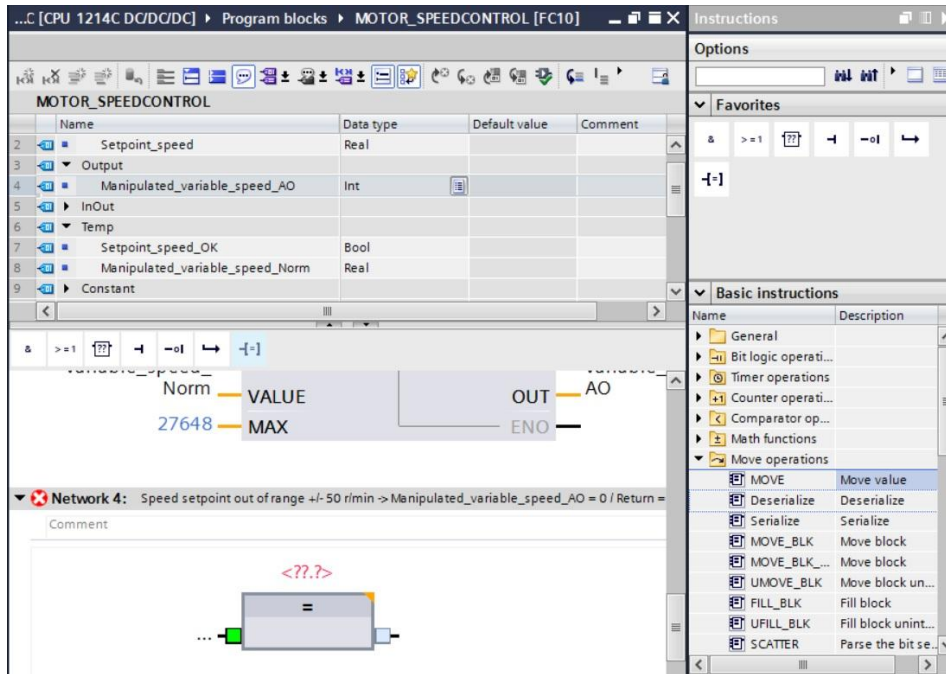 ...C [CPU 1214C DC/DC/DC] ▸ Program blocks ▸ MOTOR_SPEEDCONTROL [FC10]
MOTOR_SPEEDCONTROL
Name Data type Default value Comment
2 Setpoint_speed Real
3 Output
4 Manipulated_variable_speed_AO Int
5 InOut
6 Temp
7 Setpoint_speed_OK Bool
8 Manipulated_variable_speed_Norm Real
9 Constant
& >=1 ??
Norm VALUE OUT AO
27648 MAX ENO
Network 4: Speed setpoint out of range +/- 50 r/min -> Manipulated_variable_speed_AO = 0 / Return =
Comment
<??.?>
=
...
Instructions
Options
Favorites
& >=1 ??
Basic instructions
Name Description
General
Bit logic operati...
Timer operations
Counter operati...
Comparator op...
Math functions
Move operations
MOVE Move value
Deserialize Deserialize
Serialize Serialize
MOVE_BLK Move block
MOVE_BLK_... Move block
UMOVE_BLK Move block un...
FILL_BLK Fill block
UFILL_BLK Fill block unint...
SCATTER Parse the bit se...